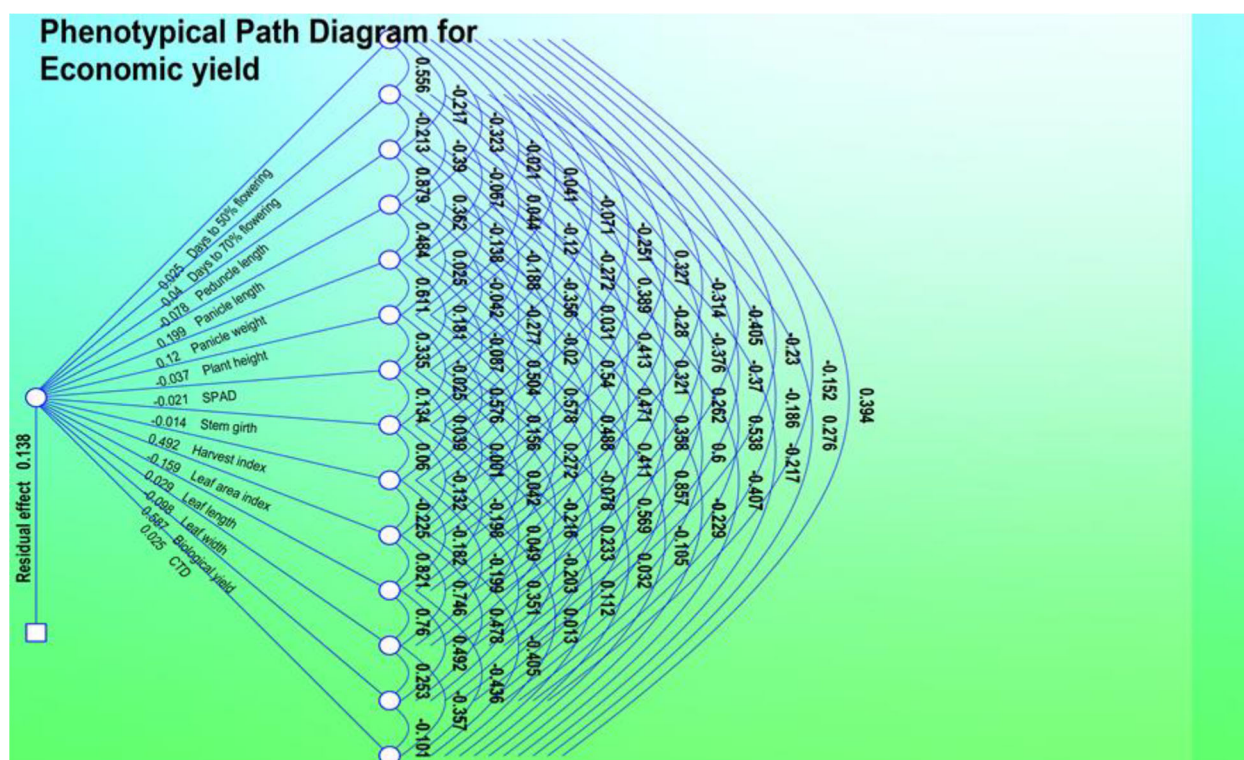 Phenotypical Path Diagram for
Economic yield
0.025 Days to 50% flowering
-0.04 Days to 70% flowering
-0.078 Peduncle length
0.199 Panicle length
0.12 Panicle weight
-0.037 Plant height
-0.021 SPAD
-0.014 Stem girth
0.492 Harvest index
-0.159 Leaf area index
0.029 Leaf length
-0.098 Leaf width
0.587 Biological yield
0.025 CTD
Residual effect 0.138
0.556 -0.213 0.879 0.484 0.611 0.335 0.134 0.06 -0.225 0.821 0.76 0.253 -0.101
-0.217 -0.39 0.362 0.025 0.181 -0.025 0.039 -0.132 -0.182 0.746 0.492 -0.357
-0.323 -0.067 -0.138 -0.042 -0.087 0.576 0.001 -0.198 -0.199 0.478 -0.436
-0.021 0.044 -0.188 -0.277 0.504 0.156 0.042 0.049 0.351 -0.405
0.041 -0.12 -0.356 -0.02 0.578 0.272 -0.216 -0.203 0.013
-0.071 -0.272 0.031 0.54 0.488 -0.078 0.233 0.112
-0.251 0.389 0.413 0.471 0.411 0.569 0.032
0.327 -0.28 0.321 0.358 0.857 -0.105
-0.314 -0.376 0.262 0.6 -0.229
-0.405 -0.37 0.538 -0.407
-0.23 -0.186 -0.217
-0.152 0.276
0.394